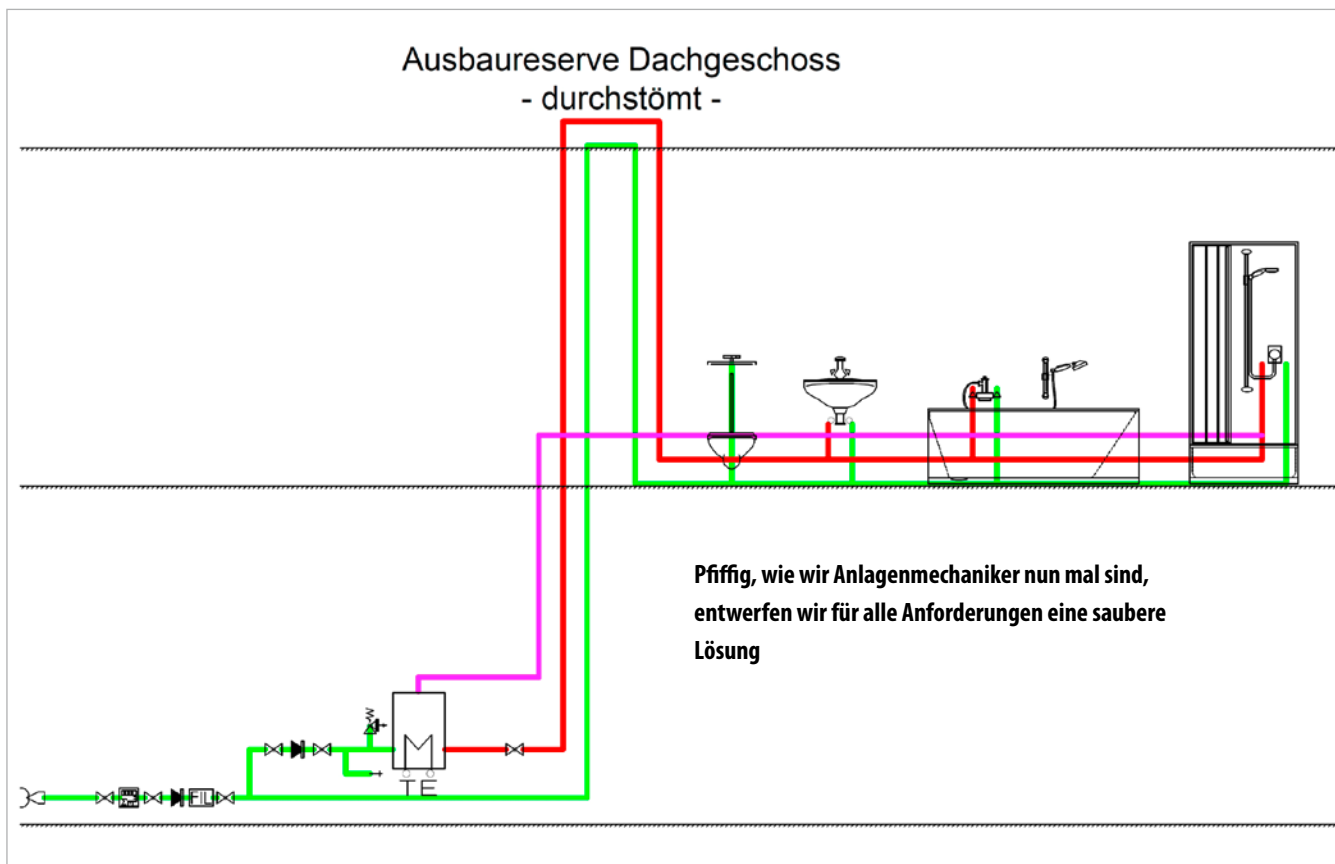 Ausbaureserve Dachgeschoss
- durchstömt -
Pfiffig, wie wir Anlagenmechaniker nun mal sind,
entwerfen wir für alle Anforderungen eine saubere
Lösung
TE
FIL